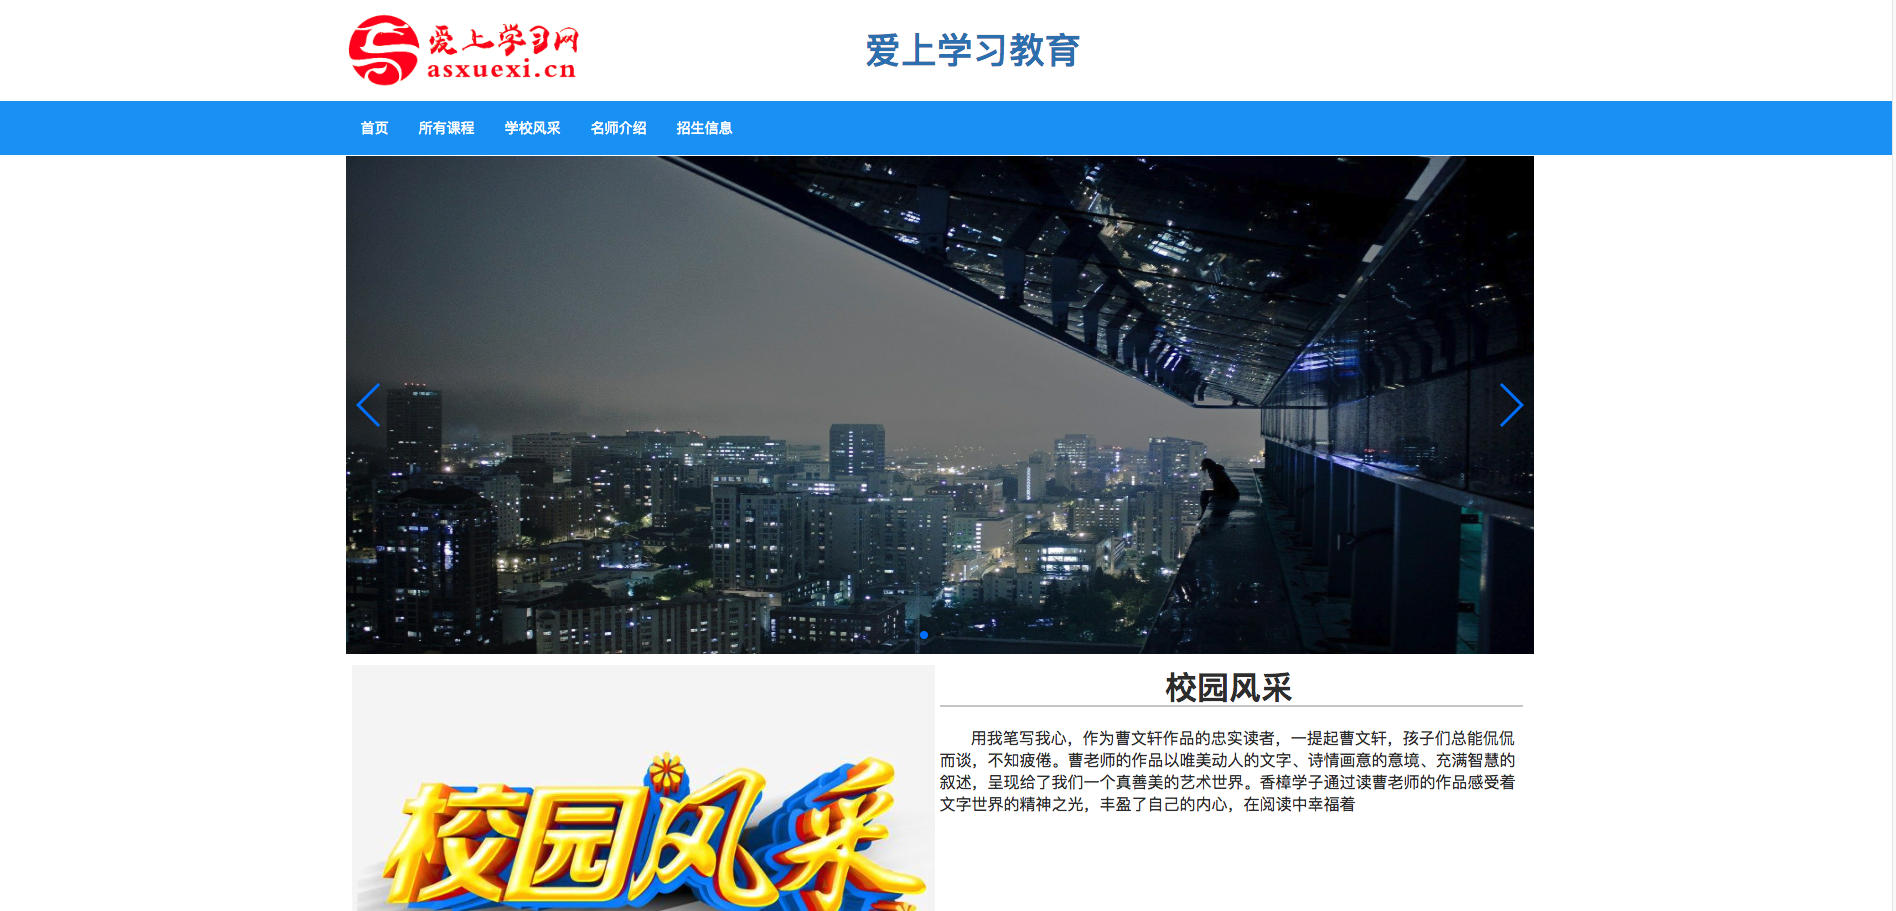 爱上学习网
asxuexi.cn
爱上学习教育
首页 所有课程 学校风采 名师介绍 招生信息
校园风采
校园风采
用我笔写我心，作为曹文轩作品的忠实读者，一提起曹文轩，孩子们总能侃侃
而谈，不知疲倦。曹老师的作品以唯美动人的文字、诗情画意的意境、充满智慧的
叙述，呈现给了我们一个真善美的艺术世界。香樟学子通过读曹老师的作品感受着
文字世界的精神之光，丰盈了自己的内心，在阅读中幸福着